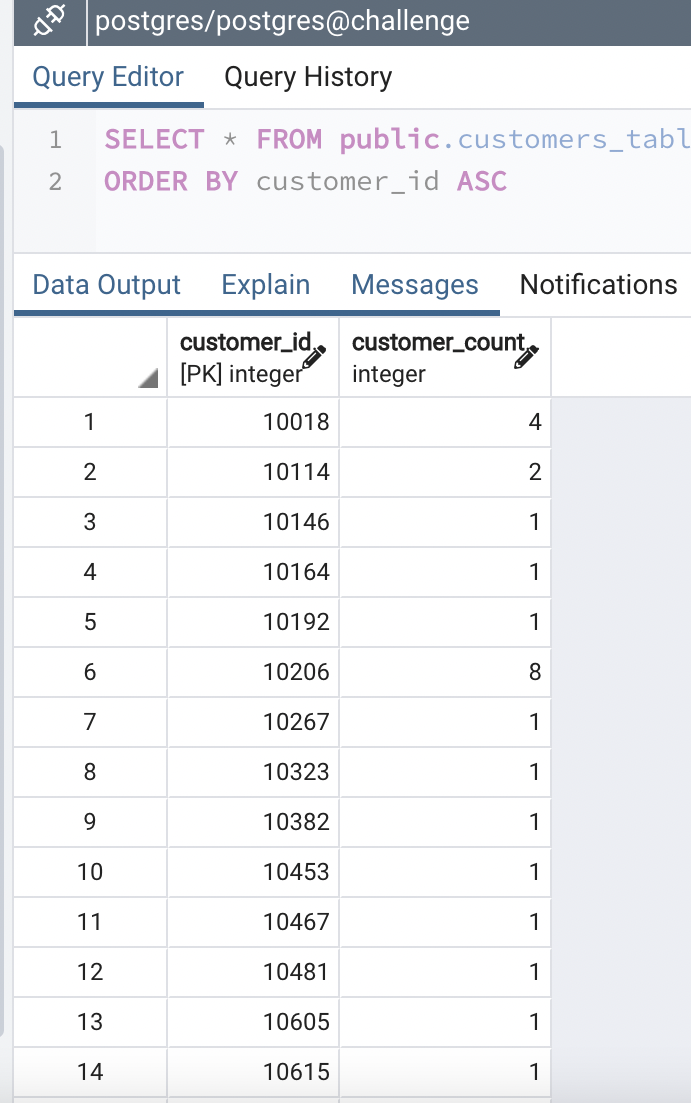 postgres/postgres@challenge
Query Editor Query History
1 SELECT * FROM public.customers_tabl
2 ORDER BY customer_id ASC
Data Output Explain Messages Notifications
customer_id customer_count
[PK] integer integer
1 10018 4
2 10114 2
3 10146 1
4 10164 1
5 10192 1
6 10206 8
7 10267 1
8 10323 1
9 10382 1
10 10453 1
11 10467 1
12 10481 1
13 10605 1
14 10615 1